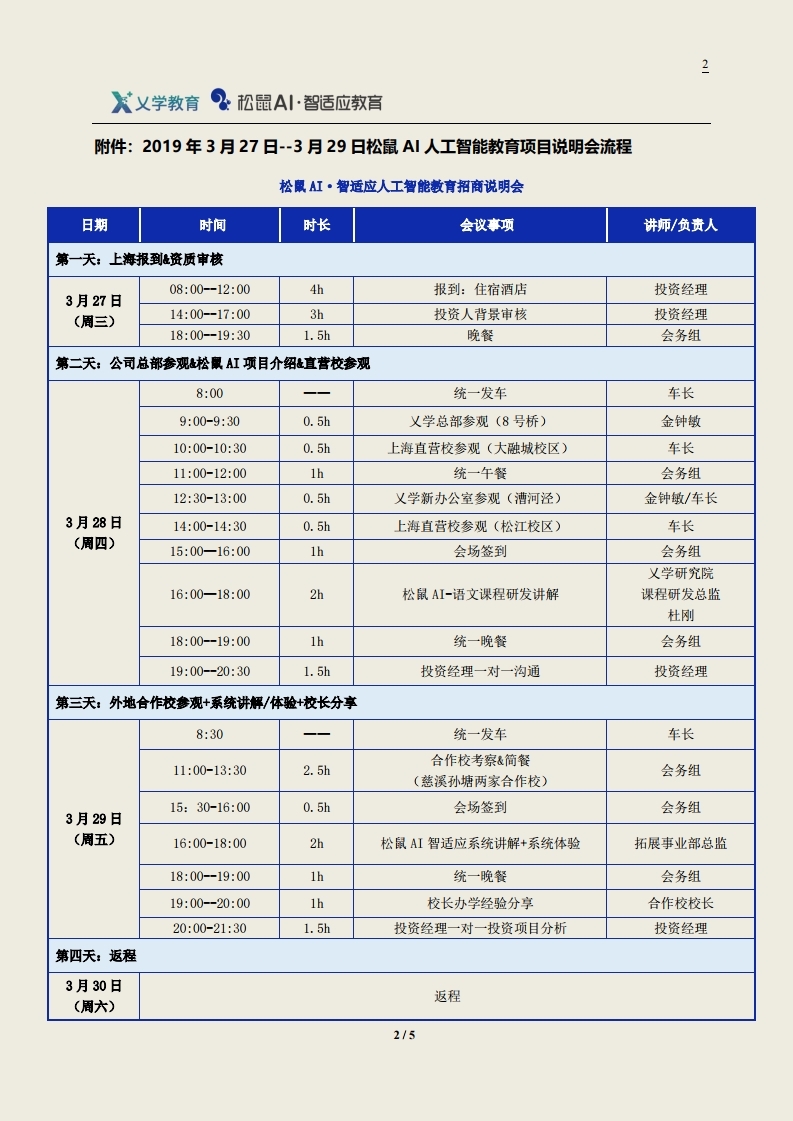 2
乂学教育 松鼠AI·智适应教育
附件：2019 年 3 月 27 日--3 月 29 日松鼠 AI 人工智能教育项目说明会流程
松鼠 AI·智适应人工智能教育招商说明会
日期 时间 时长 会议事项 讲师/负责人
第一天：上海报到&资质审核
3 月 27 日
（周三）
08:00--12:00 4h 报到：住宿酒店 投资经理
14:00--17:00 3h 投资人背景审核 投资经理
18:00--19:30 1.5h 晚餐 会务组
第二天：公司总部参观&松鼠 AI 项目介绍&直营校参观
3 月 28 日
（周四）
8:00 —— 统一发车 车长
9:00-9:30 0.5h 乂学总部参观（8 号桥） 金钟敏
10:00-10:30 0.5h 上海直营校参观（大融城校区） 车长
11:00-12:00 1h 统一午餐 会务组
12:30-13:00 0.5h 乂学新办公室参观（漕河泾） 金钟敏/车长
14:00-14:30 0.5h 上海直营校参观（松江校区） 车长
15:00--16:00 1h 会场签到 会务组
16:00--18:00 2h 松鼠 AI-语文课程研发讲解 乂学研究院
课程研发总监
杜刚
18:00--19:00 1h 统一晚餐 会务组
19:00--20:30 1.5h 投资经理一对一沟通 投资经理
第三天：外地合作校参观+系统讲解/体验+校长分享
3 月 29 日
（周五）
8:30 —— 统一发车 车长
11:00-13:30 2.5h 合作校考察&简餐
（慈溪孙塘两家合作校） 会务组
15：30-16:00 0.5h 会场签到 会务组
16:00-18:00 2h 松鼠 AI 智适应系统讲解+系统体验 拓展事业部总监
18:00--19:00 1h 统一晚餐 会务组
19:00--20:00 1h 校长办学经验分享 合作校校长
20:00-21:30 1.5h 投资经理一对一投资项目分析 投资经理
第四天：返程
3 月 30 日
（周六）
返程
2 / 5